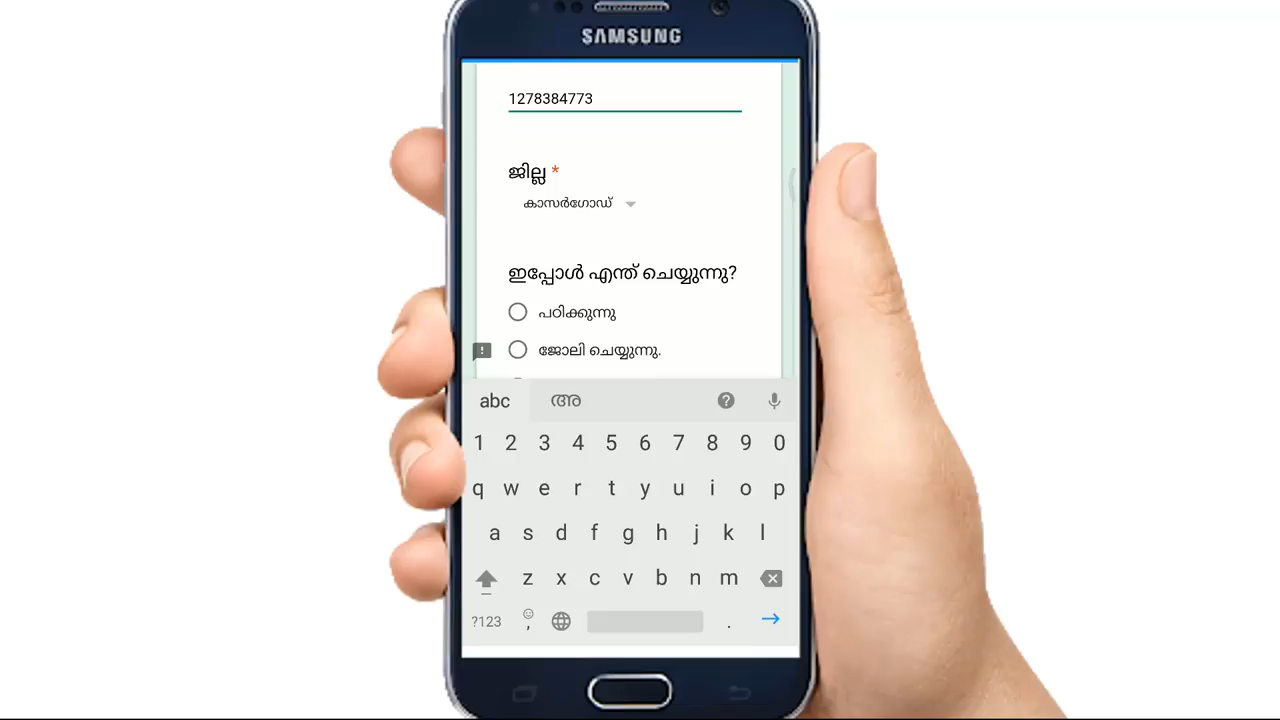 SAMSUNG
1278384773
ജില്ല *
കാസർഗോഡ്
ഇപ്പോൾ എന്ത് ചെയ്യുന്നു?
പഠിക്കുന്നു
ജോലി ചെയ്യുന്നു.
abc അ ?
1 2 3 4 5 6 7 8 9 0
q w e r t y u i o p
a s d f g h j k l
z x c v b n m
?123 , .